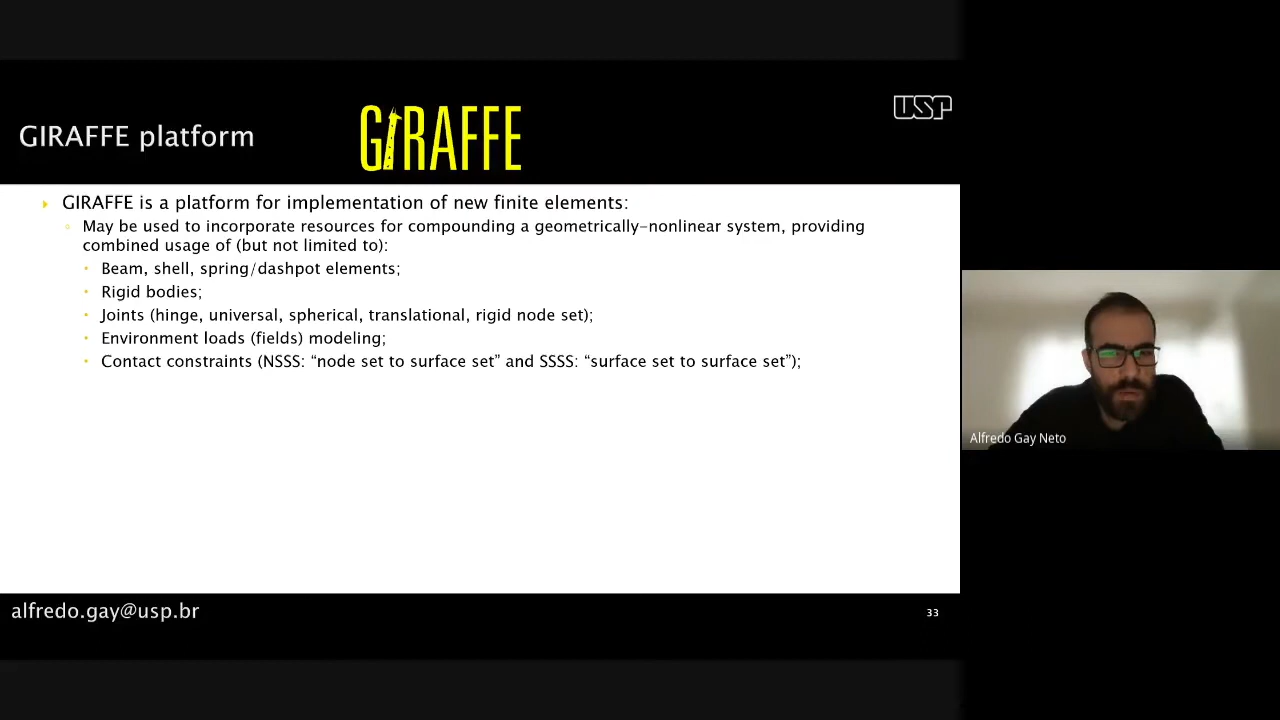 GIRAFFE platform
GIRAFFE
USP
GIRAFFE is a platform for implementation of new finite elements:
May be used to incorporate resources for compounding a geometrically-nonlinear system, providing
combined usage of (but not limited to):
Beam, shell, spring/dashpot elements;
Rigid bodies;
Joints (hinge, universal, spherical, translational, rigid node set);
Environment loads (fields) modeling;
Contact constraints (NSSS: “node set to surface set” and SSSS: “surface set to surface set”);
Alfredo Gay Neto
alfredo.gay@usp.br
33